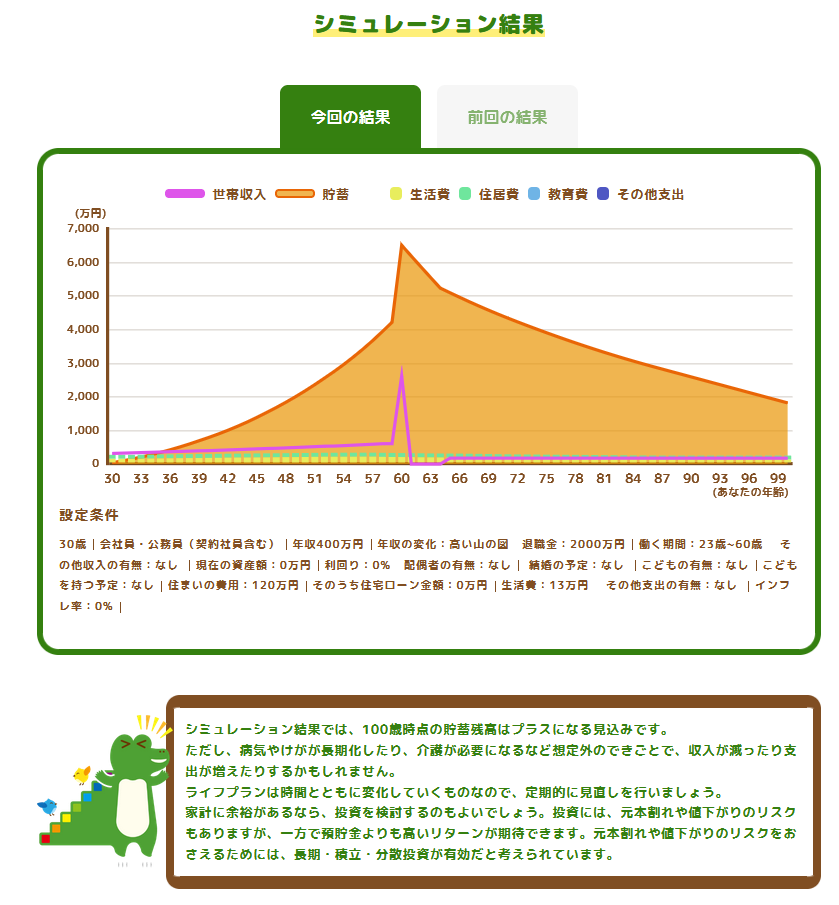 シミュレーション結果
今回の結果
前回の結果
世帯収入 貯蓄 生活費 住居費 教育費 その他支出
(万円)
7,000
6,000
5,000
4,000
3,000
2,000
1,000
0
30 33 36 39 42 45 48 51 54 57 60 63 66 69 72 75 78 81 84 87 90 93 96 99
(あなたの年齢)
設定条件
30歳 | 会社員・公務員（契約社員含む） | 年収400万円 | 年収の変化：高い山の図　退職金：2000万円 | 働く期間：23歳~60歳　 そ
の他収入の有無：なし | 現在の資産額：0万円 | 利回り：0%　配偶者の有無：なし | 結婚の予定：なし | こどもの有無：なし | こども
を持つ予定：なし | 住まいの費用：120万円 | そのうち住宅ローン金額：0万円 | 生活費：13万円　 その他支出の有無：なし | インフ
レ率：0% |
シミュレーション結果では、100歳時点の貯蓄残高はプラスになる見込みです。
ただし、病気やけがが長期化したり、介護が必要になるなど想定外のできごとで、収入が減ったり支
出が増えたりするかもしれません。
ライフプランは時間とともに変化していくものなので、定期的に見直しを行いましょう。
家計に余裕があるなら、投資を検討するのもよいでしょう。投資には、元本割れや値下がりのリスク
もありますが、一方で預貯金よりも高いリターンが期待できます。元本割れや値下がりのリスクをお
さえるためには、長期・積立・分散投資が有効だと考えられています。